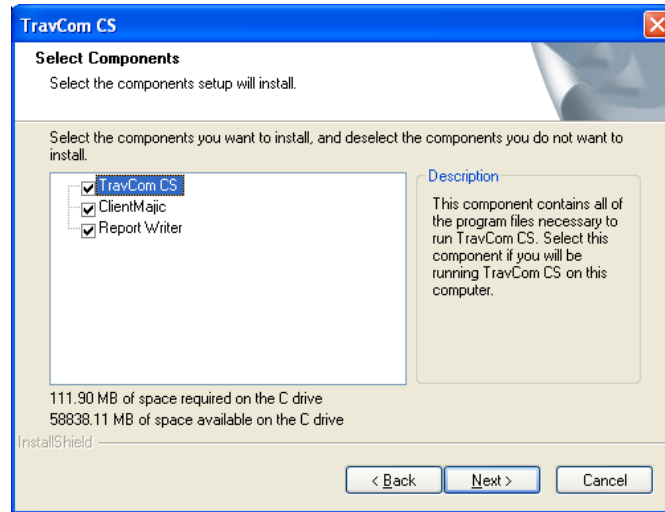 TravCom CS
Select Components
Select the components setup will install.
Select the components you want to install, and deselect the components you do not want to
install.
TravCom CS
ClientMajic
Report Writer
Description
This component contains all of
the program files necessary to
run TravCom CS. Select this
component if you will be
running TravCom CS on this
computer.
111.90 MB of space required on the C drive
58838.11 MB of space available on the C drive
InstallShield
< Back
Next >
Cancel